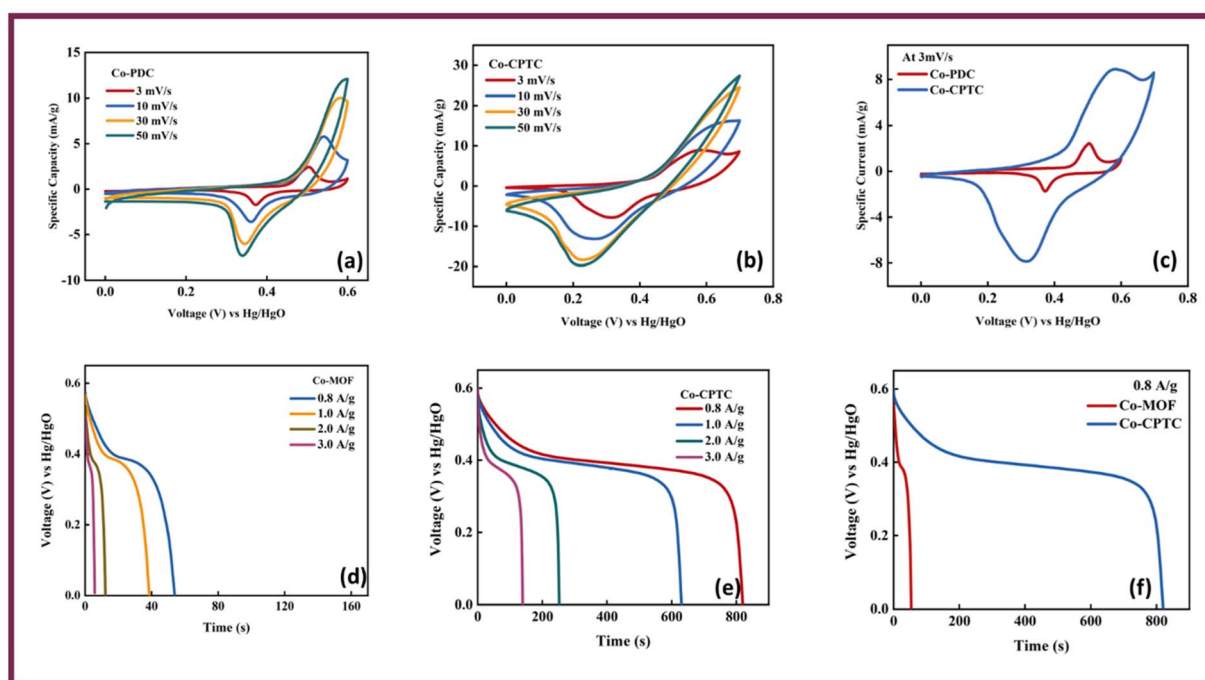 Co-PDC
3 mV/s
10 mV/s
30 mV/s
50 mV/s
Specific Capacity (mA/g)
15
10
5
0
-5
-10
0.0 0.2 0.4 0.6
Voltage (V) vs Hg/HgO
(a)
Co-CPTC
3 mV/s
10 mV/s
30 mV/s
50 mV/s
Specific Capacity (mA/g)
30
20
10
0
-10
-20
0.0 0.2 0.4 0.6 0.8
Voltage (V) vs Hg/HgO
(b)
At 3mV/s
Co-PDC
Co-CPTC
Specific Current (mA/g)
8
4
0
-4
-8
0.0 0.2 0.4 0.6 0.8
Voltage (V) vs Hg/HgO
(c)
Co-MOF
0.8 A/g
1.0 A/g
2.0 A/g
3.0 A/g
Voltage (V) vs Hg/HgO
0.6
0.4
0.2
0.0
0 40 80 120 160
Time (s)
(d)
Co-CPTC
0.8 A/g
1.0 A/g
2.0 A/g
3.0 A/g
Voltage (V) vs Hg/HgO
0.6
0.4
0.2
0.0
0 200 400 600 800
Time (s)
(e)
0.8 A/g
Co-MOF
Co-CPTC
Voltage (V) vs Hg/HgO
0.6
0.4
0.2
0.0
0 200 400 600 800
Time (s)
(f)